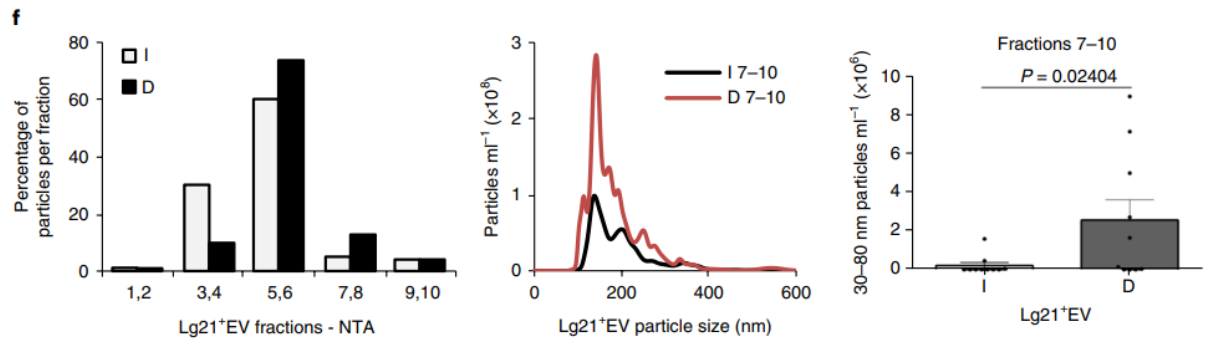 f
80
60
40
20
0
Percentage of
particles per fraction
I
D
1,2
3,4
5,6
7,8
9,10
Lg21⁺EV fractions - NTA
3
2
1
0
Particles ml⁻¹ (×10⁸)
I 7–10
D 7–10
0
200
400
600
Lg21⁺EV particle size (nm)
Fractions 7–10
P = 0.02404
10
8
6
4
2
0
30–80 nm particles ml⁻¹ (×10⁶)
I
D
Lg21⁺EV